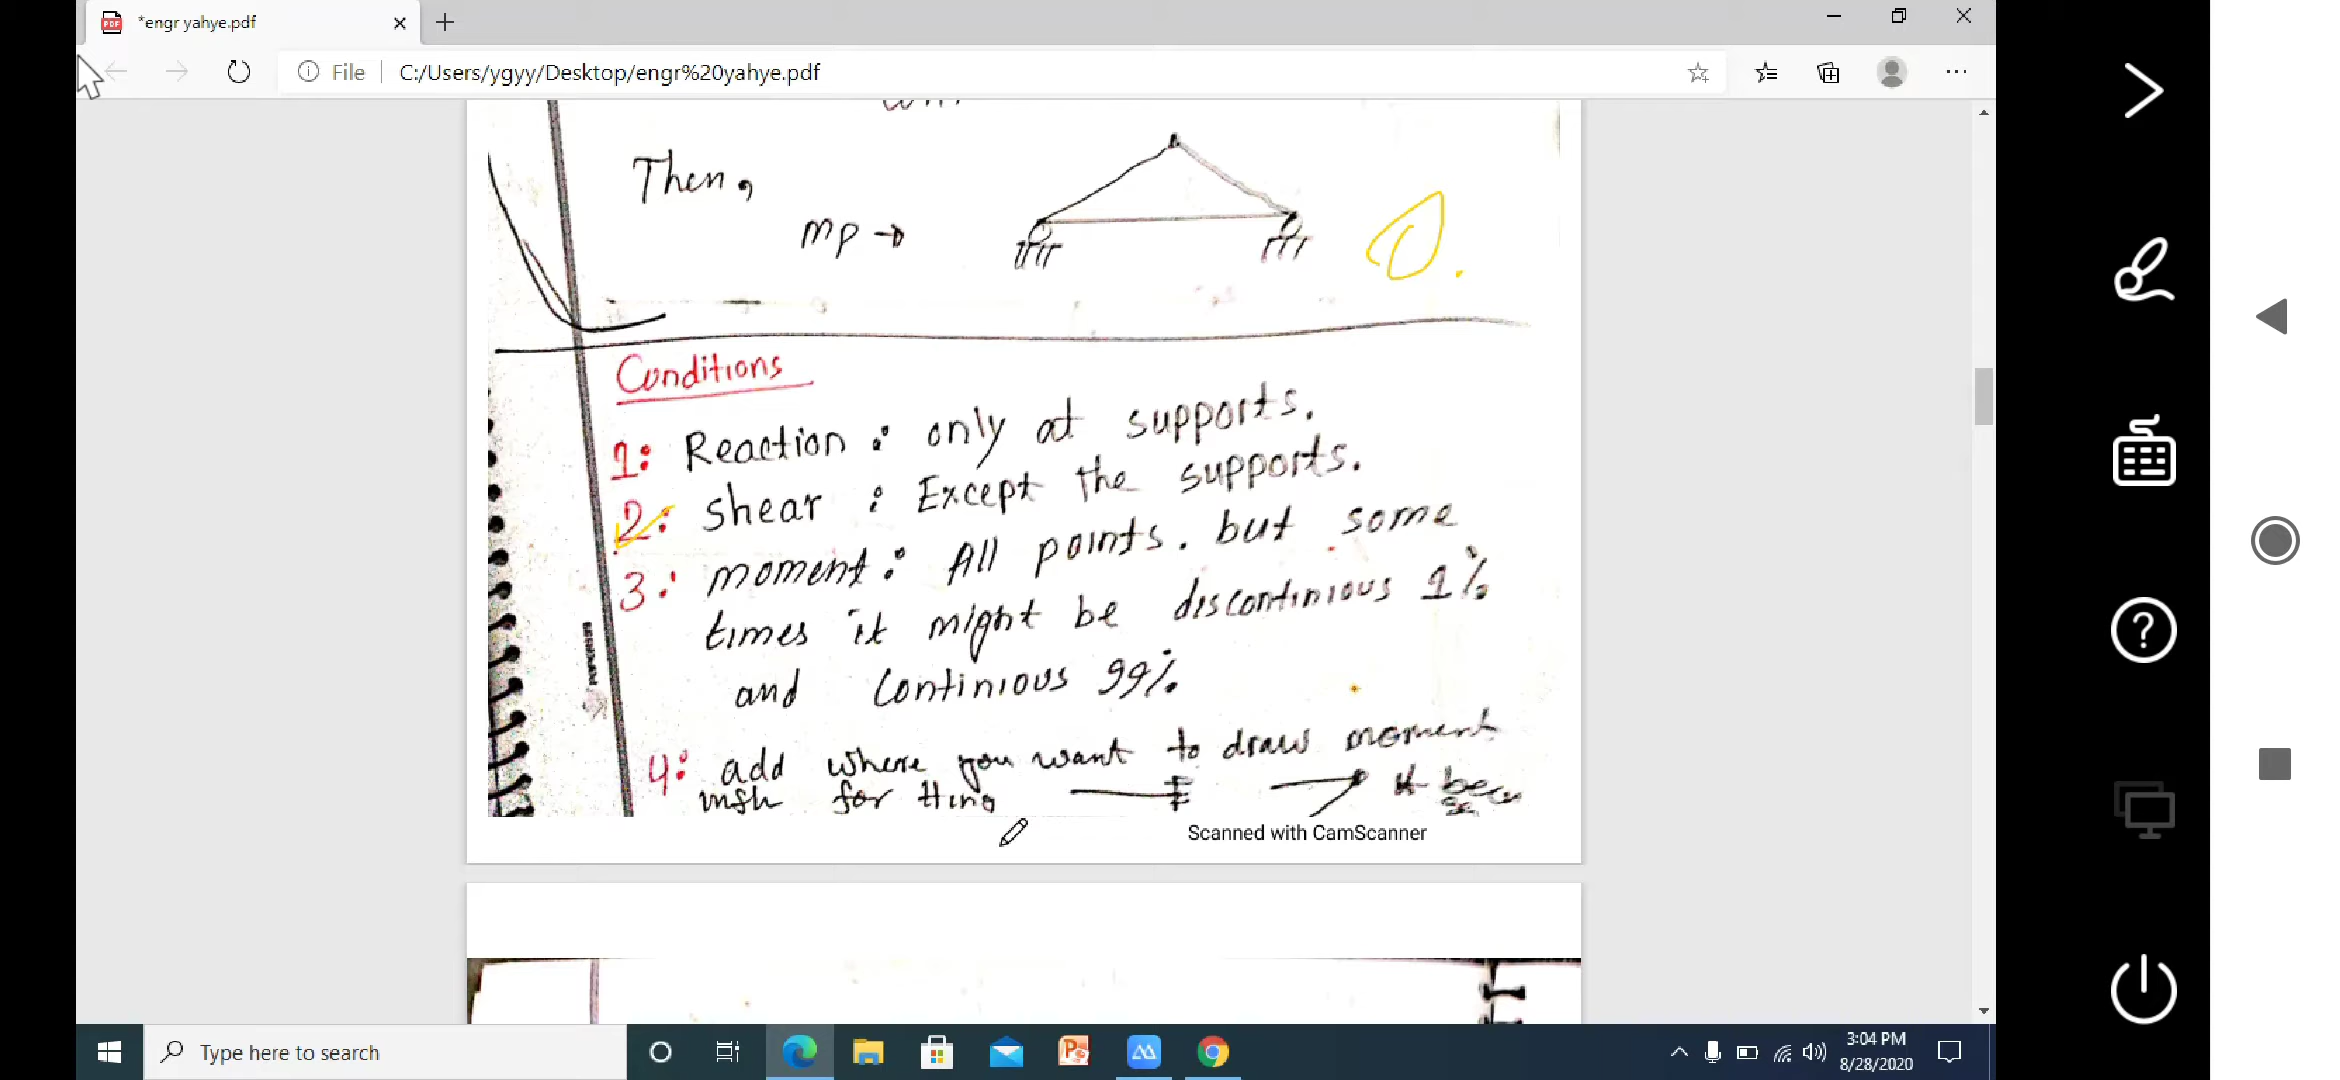 *engr yahye.pdf
File
C:/Users/ygyy/Desktop/engr%20yahye.pdf
Then,
mp →
Conditions
1: Reaction : only at supports.
2: shear : Except the supports.
3: moment: All points. but some
times it might be discontinious 1%
and Continious 99%
4: add where you want to draw moment
for
Scanned with CamScanner
Type here to search
3:04 PM
8/28/2020